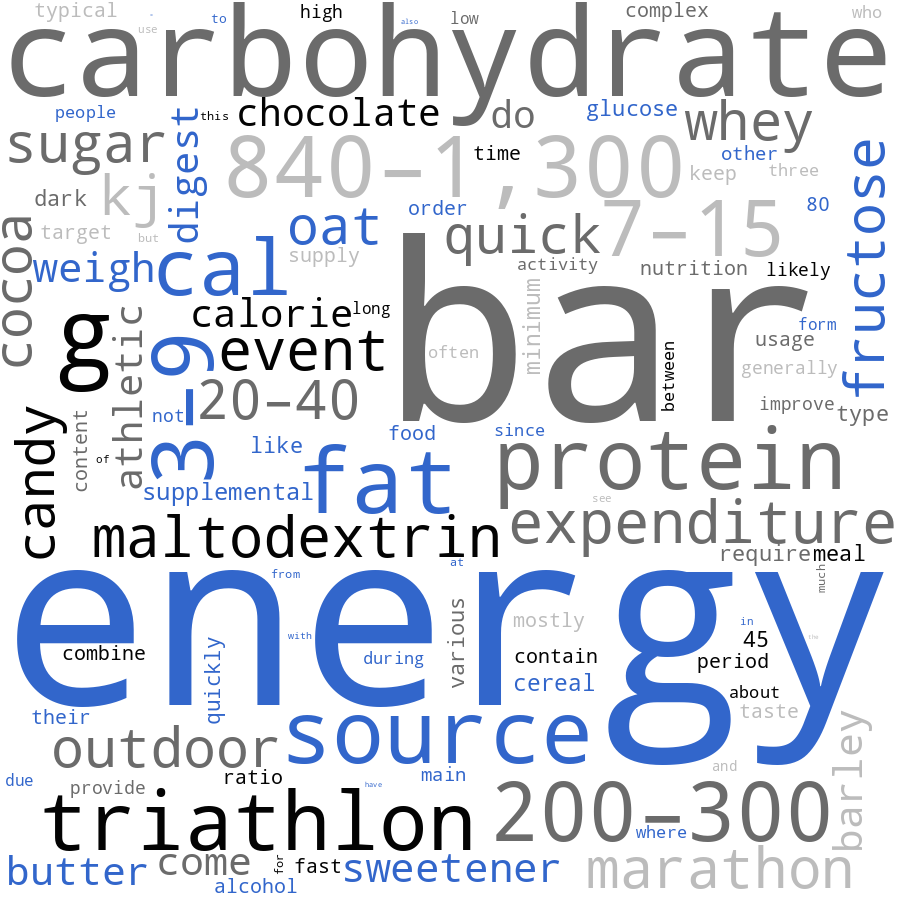 typical
.
to
high
also
low
complex
who
use
carbohydrate
people
digest
this
chocolate
do
glucose
whey
sugar
840–1,300
time
other
fructose
keep
three
dark
kj
order
7–15
80
target
but
oat
quick
cocoa
supply
activity
nutrition
likely
weigh
cal
bar
minimum
calorie
long
form
g
athletic
3–9
event
often
between
usage
generally
20–40
improve
type
candy
content
not
food
since
of
like
protein
supplemental
fat
see
expenditure
maltodextrin
require
meal
at
much
energy
from
various
mostly
in
with
45
the
combine
quickly
during
contain
period
cereal
about
their
taste
source
barley
outdoor
and
due
provide
ratio
main
have
triathlon
200–300
where
butter
come
for
fast
sweetener
marathon
alcohol